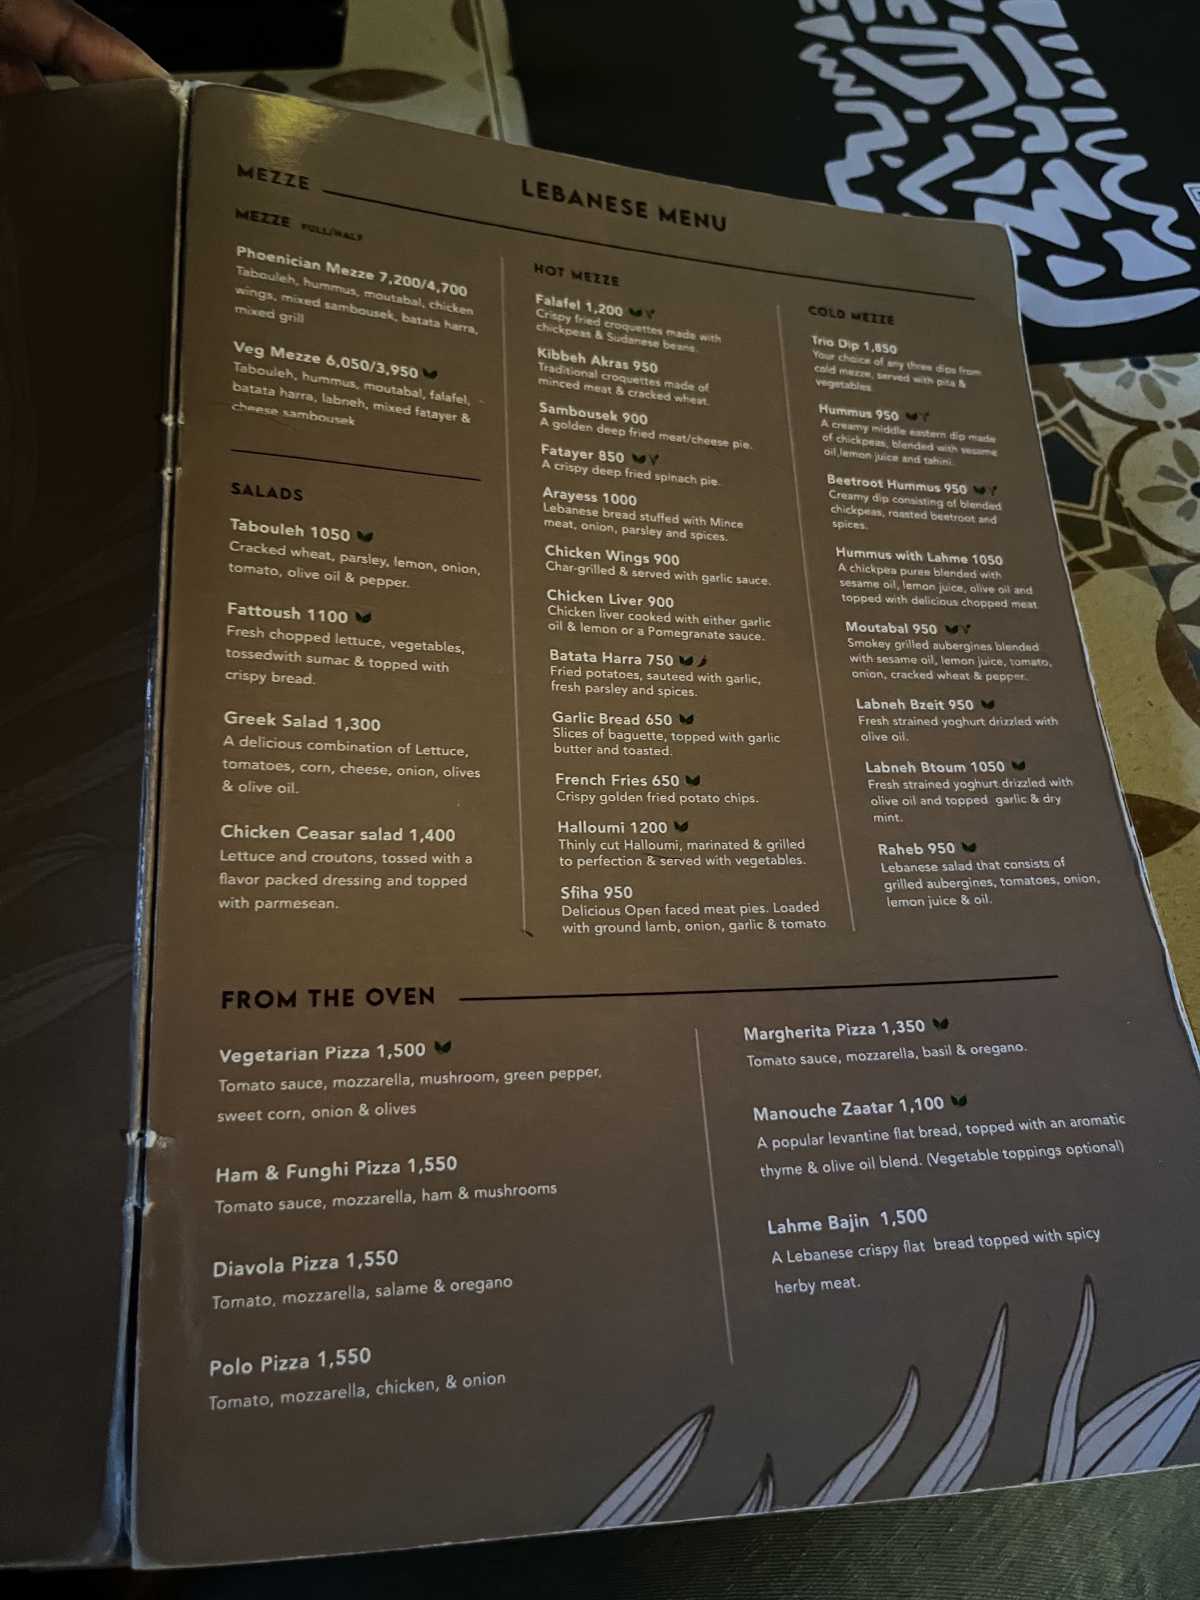 LEBANESE MENU
MEZZE
MEZZE FULL/HALF
Phoenician Mezze 7,200/4,700
Tabouleh, hummus, moutabal, chicken
wings, mixed sambousek, batata harra,
mixed grill
Veg Mezze 6,050/3,950
Tabouleh, hummus, moutabal, falafel,
batata harra, labneh, mixed fatayer &
cheese sambousek
SALADS
Tabouleh 1050
Cracked wheat, parsley, lemon, onion,
tomato, olive oil & pepper.
Fattoush 1100
Fresh chopped lettuce, vegetables,
tossedwith sumac & topped with
crispy bread.
Greek Salad 1,300
A delicious combination of Lettuce,
tomatoes, corn, cheese, onion, olives
& olive oil.
Chicken Ceasar salad 1,400
Lettuce and croutons, tossed with a
flavor packed dressing and topped
with parmesean.
HOT MEZZE
Falafel 1,200
Crispy fried croquettes made with
chickpeas & Sudanese beans.
Kibbeh Akras 950
Traditional croquettes made of
minced meat & cracked wheat.
Sambousek 900
A golden deep fried meat/cheese pie.
Fatayer 850
A crispy deep fried spinach pie.
Arayess 1000
Lebanese bread stuffed with Mince
meat, onion, parsley and spices.
Chicken Wings 900
Char-grilled & served with garlic sauce.
Chicken Liver 900
Chicken liver cooked with either garlic
oil & lemon or a Pomegranate sauce.
Batata Harra 750
Fried potatoes, sauteed with garlic,
fresh parsley and spices.
Garlic Bread 650
Slices of baguette, topped with garlic
butter and toasted.
French Fries 650
Crispy golden fried potato chips.
Halloumi 1200
Thinly cut Halloumi, marinated & grilled
to perfection & served with vegetables.
Sfiha 950
Delicious Open faced meat pies. Loaded
with ground lamb, onion, garlic & tomato
COLD MEZZE
Trio Dip 1,850
Your choice of any three dips from
cold mezze, served with pita &
vegetables
Hummus 950
A creamy middle eastern dip made
of chickpeas, blended with sesame
oil,lemon juice and tahini.
Beetroot Hummus 950
Creamy dip consisting of blended
chickpeas, roasted beetroot and
spices.
Hummus with Lahme 1050
A chickpea puree blended with
sesame oil, lemon juice, olive oil and
topped with delicious chopped meat
Moutabal 950
Smokey grilled aubergines blended
with sesame oil, lemon juice, tomato,
onion, cracked wheat & pepper.
Labneh Bzeit 950
Fresh strained yoghurt drizzled with
olive oil.
Labneh Btoum 1050
Fresh strained yoghurt drizzled with
olive oil and topped garlic & dry
mint.
Raheb 950
Lebanese salad that consists of
grilled aubergines, tomatoes, onion,
lemon juice & oil.
FROM THE OVEN
Vegetarian Pizza 1,500
Tomato sauce, mozzarella, mushroom, green pepper,
sweet corn, onion & olives
Ham & Funghi Pizza 1,550
Tomato sauce, mozzarella, ham & mushrooms
Diavola Pizza 1,550
Tomato, mozzarella, salame & oregano
Polo Pizza 1,550
Tomato, mozzarella, chicken, & onion
Margherita Pizza 1,350
Tomato sauce, mozzarella, basil & oregano.
Manouche Zaatar 1,100
A popular levantine flat bread, topped with an aromatic
thyme & olive oil blend. (Vegetable toppings optional)
Lahme Bajin 1,500
A Lebanese crispy flat bread topped with spicy
herby meat.